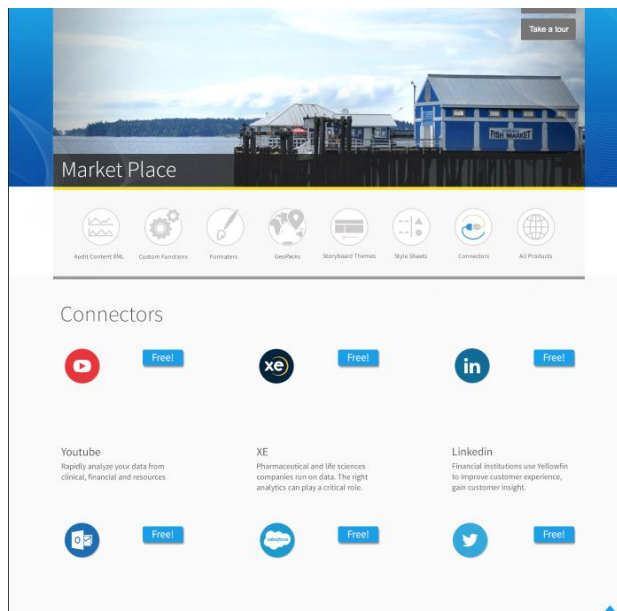 Take a tour
FISH MARKET
Market Place
Audit Content XML
Custom Functions
Formaters
GeoPacks
Storyboard Themes
Style Sheets
Connectors
All Products
Connectors
Free!
xe
Free!
in
Free!
Youtube
Rapidly analyze your data from
clinical, financial and resources
XE
Pharmaceutical and life sciences
companies run on data. The right
analytics can play a critical role.
Linkedin
Financial institutions use Yellowfin
to improve customer experience,
gain customer insight.
o
Free!
salesforce
Free!
Free!